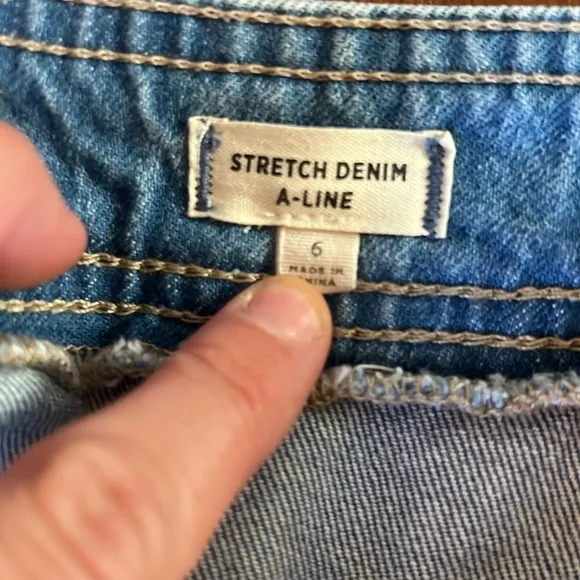 STRETCH DENIM
A-LINE
6
MADE IN
CHINA